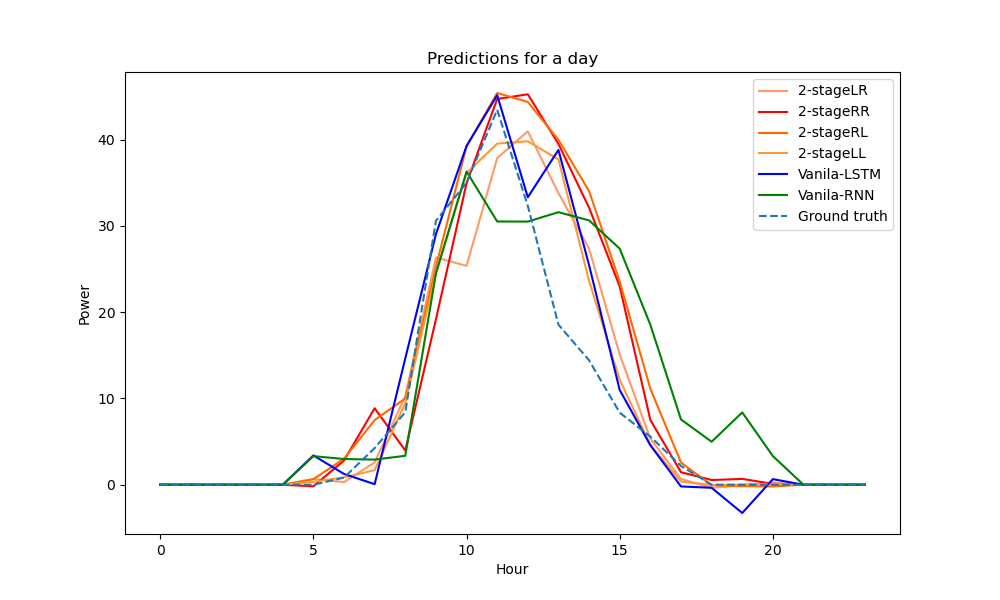 Predictions for a day
2-stageLR
2-stageRR
2-stageRL
2-stageLL
Vanila-LSTM
Vanila-RNN
Ground truth
Power
40
30
20
10
0
0 5 10 15 20
Hour